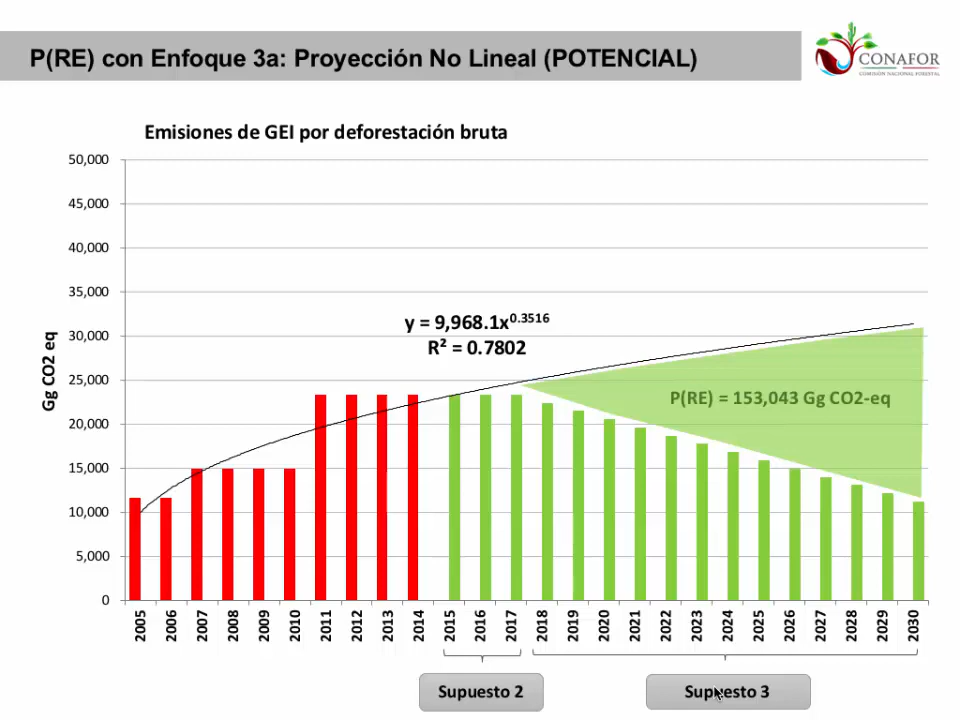 P(RE) con Enfoque 3a: Proyección No Lineal (POTENCIAL)
CONAFOR
COMISIÓN NACIONAL FORESTAL
Emisiones de GEI por deforestación bruta
Gg CO2 eq
50,000
45,000
40,000
35,000
30,000
25,000
20,000
15,000
10,000
5,000
0
y = 9,968.1x^0.3516
R² = 0.7802
P(RE) = 153,043 Gg CO2-eq
2005 2006 2007 2008 2009 2010 2011 2012 2013 2014 2015 2016 2017 2018 2019 2020 2021 2022 2023 2024 2025 2026 2027 2028 2029 2030
Supuesto 2
Supuesto 3